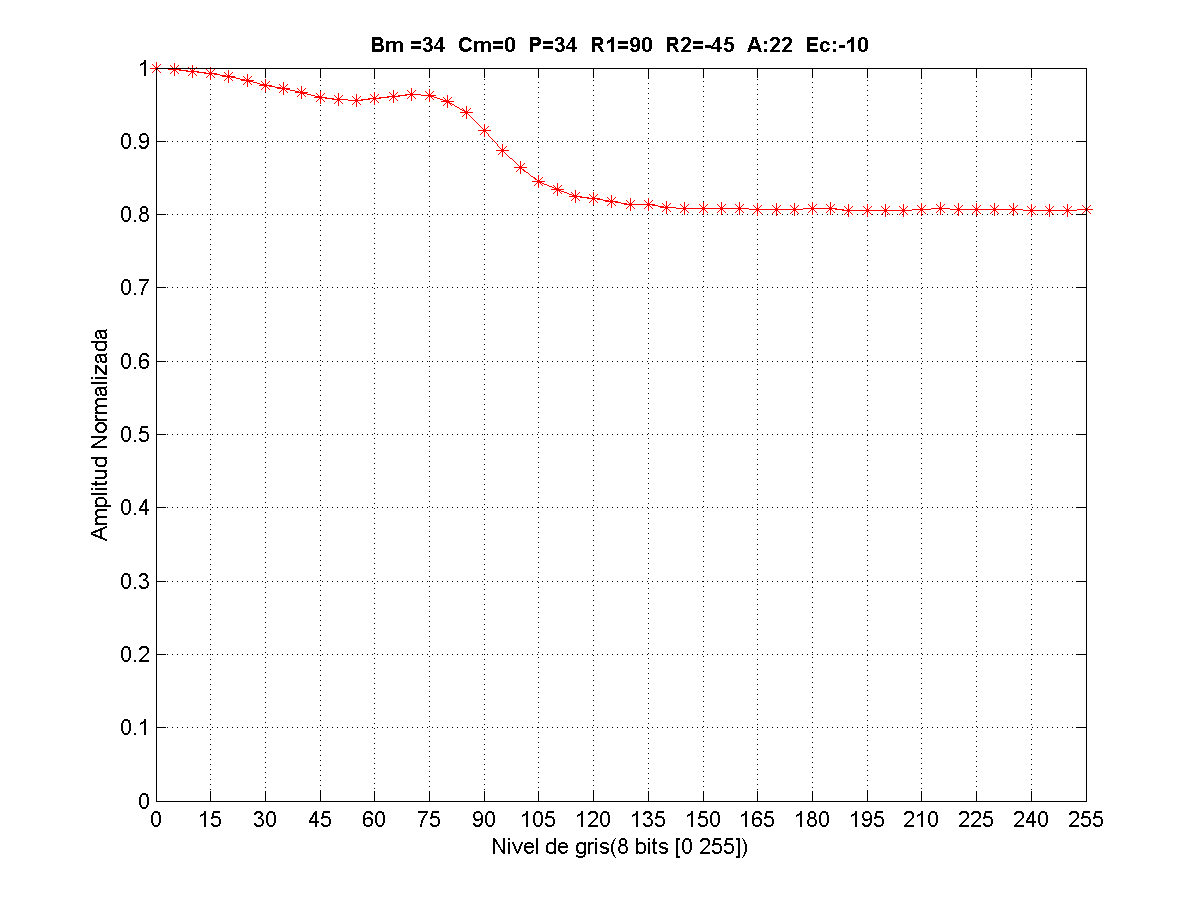 Bm =34  Cm=0  P=34  R1=90  R2=-45  A:22  Ec:-10
1
0.9
0.8
0.7
0.6
0.5
0.4
0.3
0.2
0.1
0
Amplitud Normalizada
0 15 30 45 60 75 90 105 120 135 150 165 180 195 210 225 240 255
Nivel de gris(8 bits [0 255])